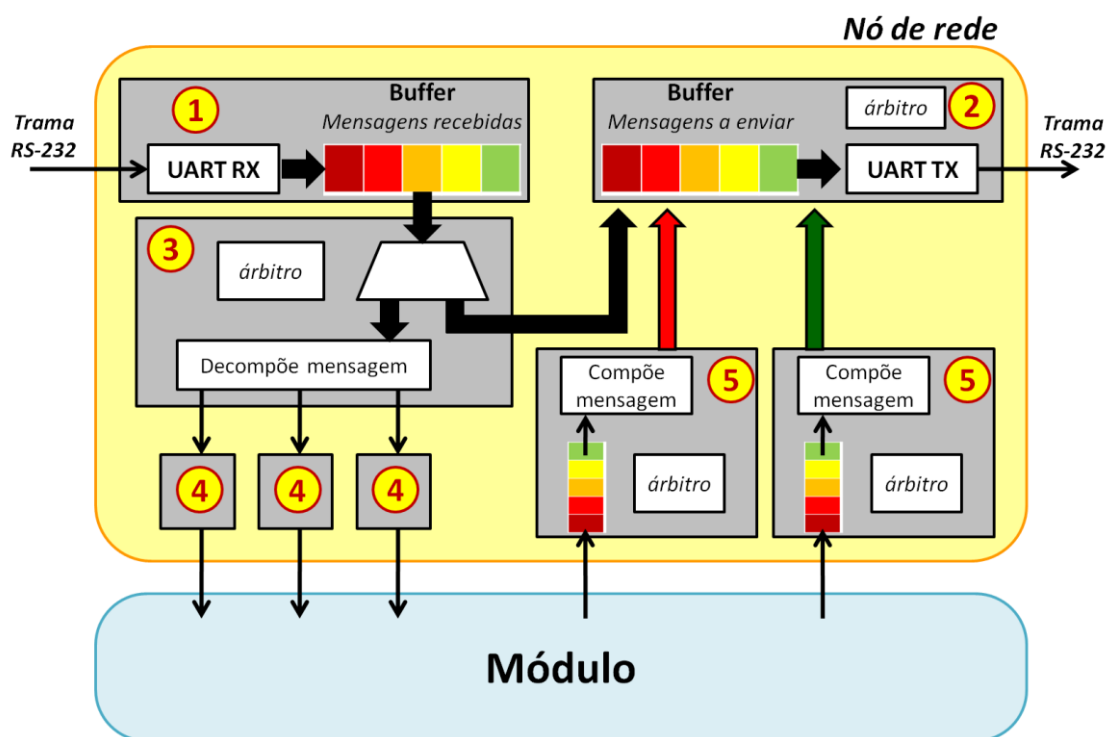 Nó de rede
1
Buffer
Mensagens recebidas
Buffer
Mensagens a enviar
árbitro
2
Trama
RS-232
UART RX
UART TX
Trama
RS-232
3
árbitro
Decompõe mensagem
Compõe
mensagem
5
Compõe
mensagem
5
4
4
4
árbitro
árbitro
Módulo